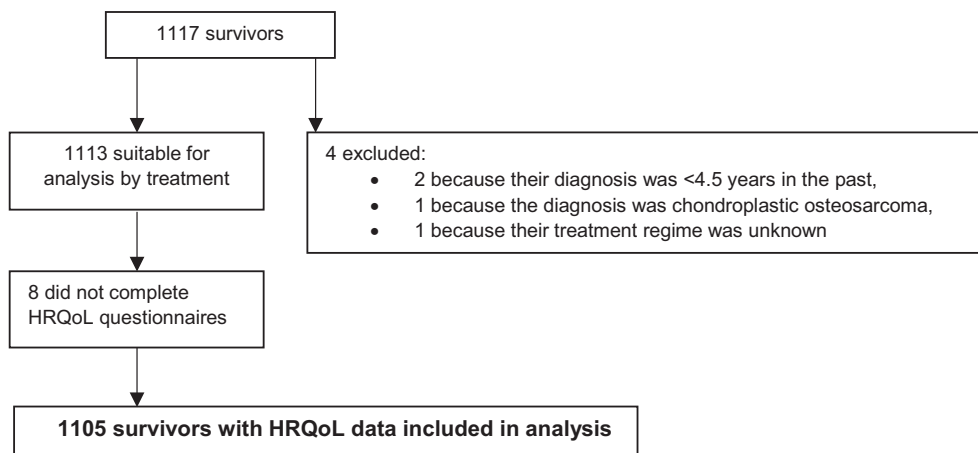 1117 survivors
1113 suitable for
analysis by treatment
4 excluded:
• 2 because their diagnosis was <4.5 years in the past,
• 1 because the diagnosis was chondroplastic osteosarcoma,
• 1 because their treatment regime was unknown
8 did not complete
HRQoL questionnaires
1105 survivors with HRQoL data included in analysis